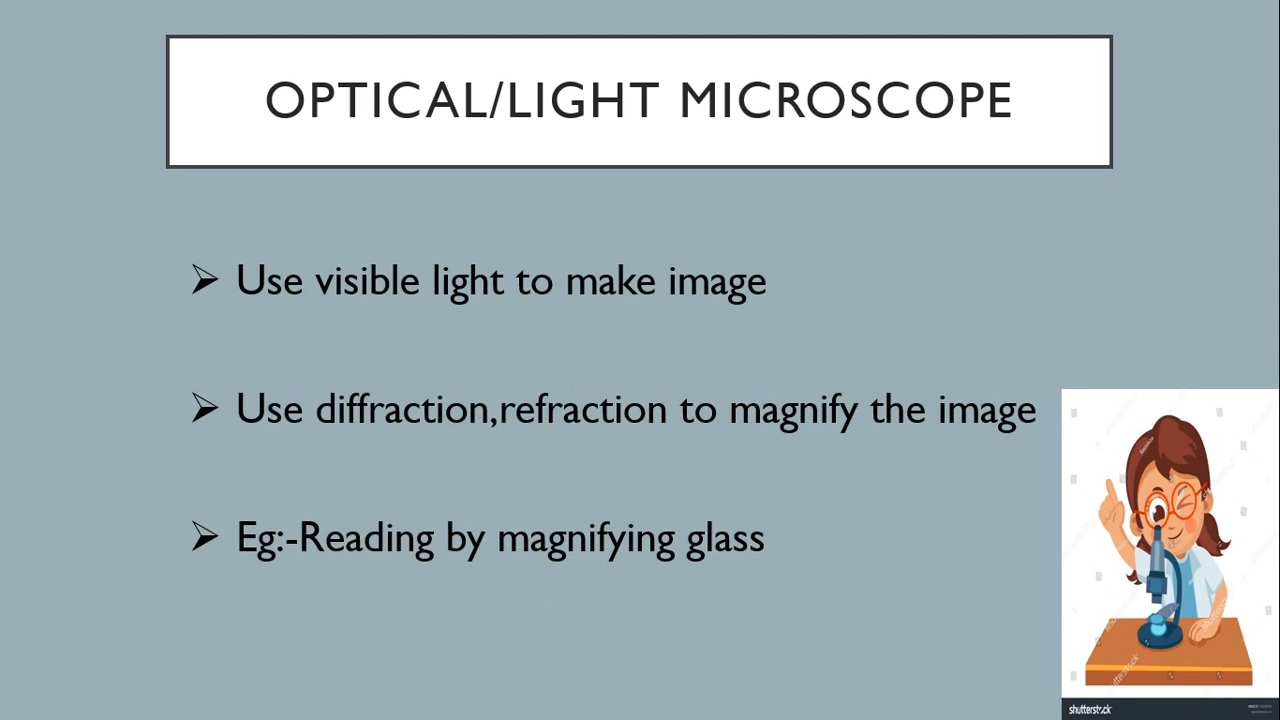 OPTICAL/LIGHT MICROSCOPE
➢ Use visible light to make image
➢ Use diffraction,refraction to magnify the image
➢ Eg:-Reading by magnifying glass
shutterstock